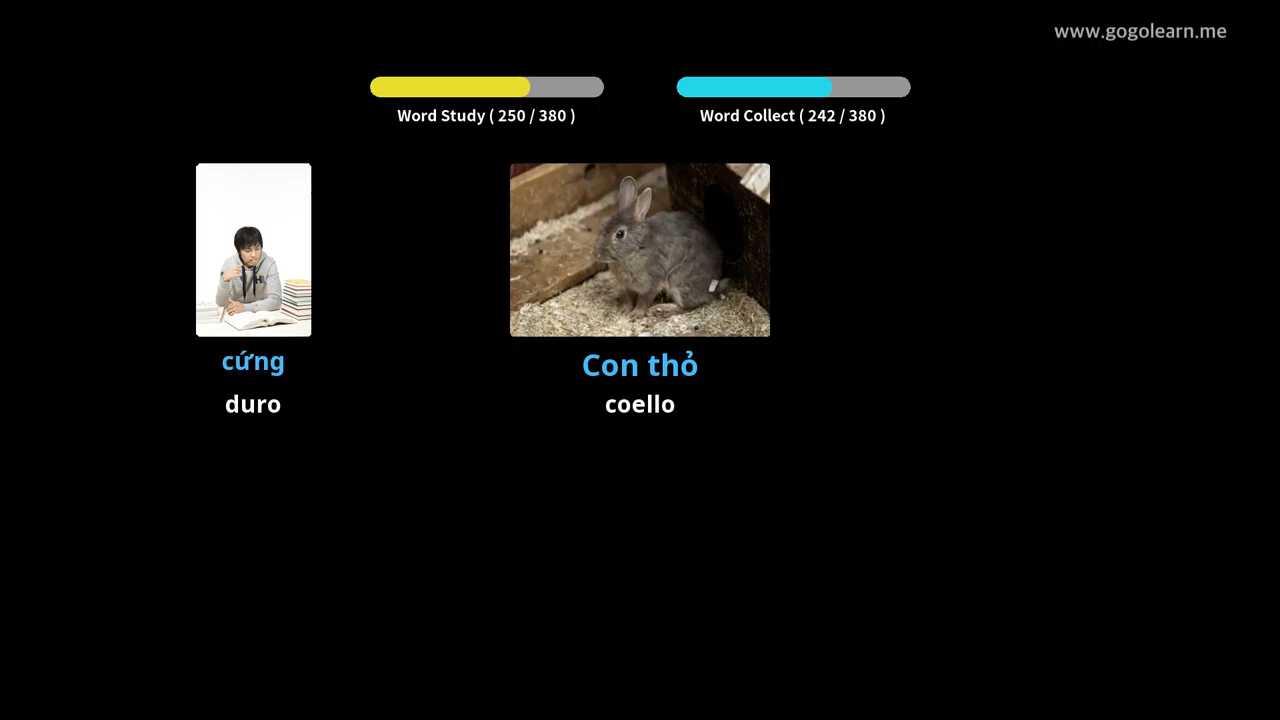 www.gogolearn.me
Word Study ( 250 / 380 )
Word Collect ( 242 / 380 )
cứng
duro
Con thỏ
coello